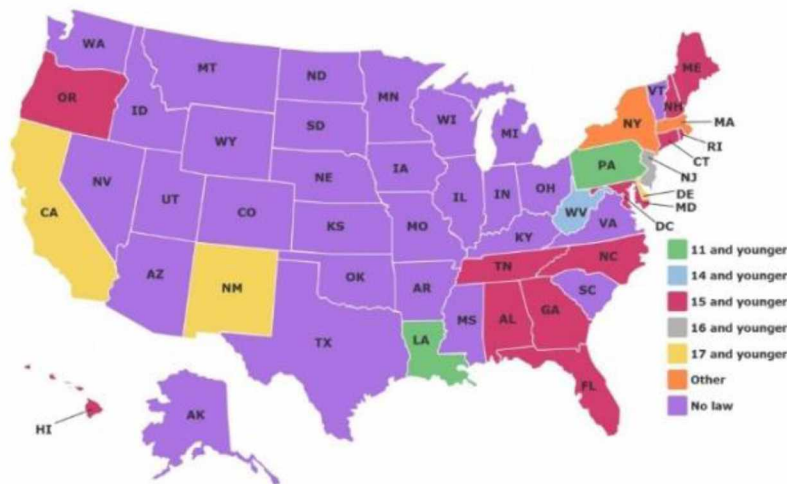 WA
MT
ND
MN
ME
VT
NH
OR
ID
SD
WI
MI
NY
MA
RI
CT
WY
PA
NJ
IA
NE
NV
UT
IL
IN
OH
DE
MD
CA
CO
WV
DC
KS
MO
VA
KY
11 and younger
NC
TN
14 and younger
OK
AZ
NM
AR
SC
15 and younger
MS
AL
GA
16 and younger
LA
TX
17 and younger
FL
Other
No law
AK
HI